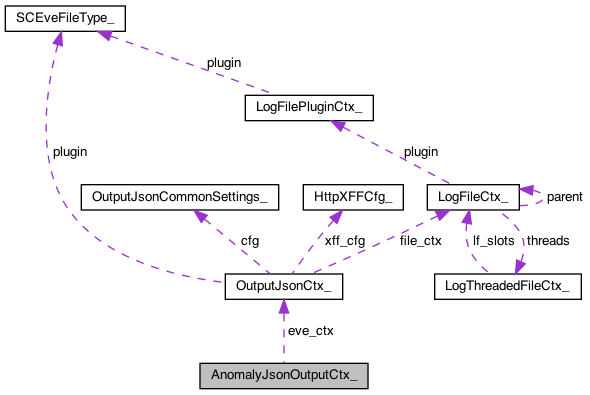 SCEveFileType_
plugin
LogFilePluginCtx_
plugin
plugin
OutputJsonCommonSettings_
HttpXFFCfg_
LogFileCtx_
parent
cfg
xff_cfg
file_ctx
lf_slots
threads
OutputJsonCtx_
LogThreadedFileCtx_
eve_ctx
AnomalyJsonOutputCtx_